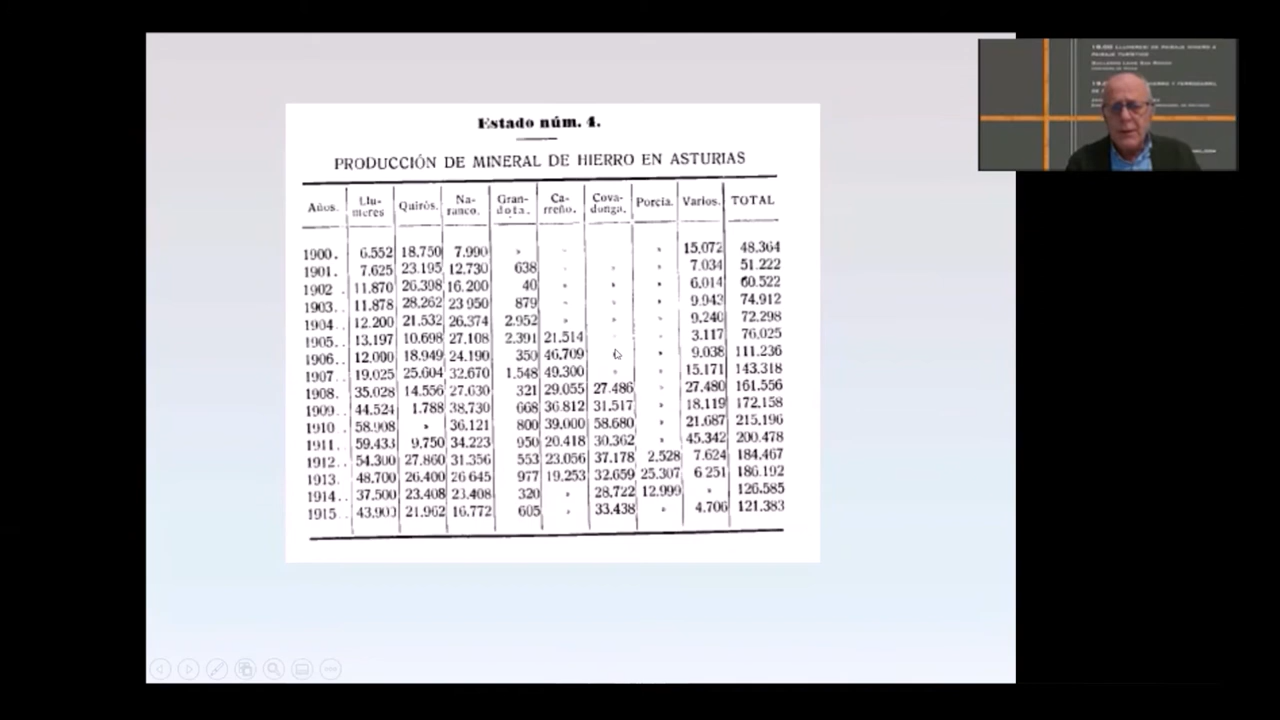 Estado núm. 4.
PRODUCCIÓN DE MINERAL DE HIERRO EN ASTURIAS
Años. Llu- Quirós. Na- Gran- Ca- Cova- Porcia. Varios. TOTAL
meres ranco. dota. rreño. donga.
1900. 6.552 18.750 7.990 » » 15.072 48.364
1901. 7.625 23.195 12.730 638 » » 7.034 51.222
1902. 11.870 26.398 16.200 40 » » 6.014 60.522
1903. 11.878 28.262 23 950 879 » » » 9.943 74.912
1904. 12.200 21.532 26.374 2.952 » » » 9.240 72.298
1905. 13.197 10.698 27.108 2.391 21.514 3.117 76.025
1906. 12.000 18.949 24.190 350 46.709 » 9.038 111.236
1907. 19.025 25.604 32.670 1.548 49.300 » 15.171 143.318
1908. 35.028 14.556 27.630 321 29.055 27.486 » 27.480 161.556
1909. 44.524 1.788 38.730 668 36.812 31.517 » 18.119 172.158
1910. 58.908 » 36.121 800 39.000 58.680 » 21.687 215.196
1911. 59.433 9.750 34.223 950 20.418 30.362 » 45.342 200.478
1912. 54.300 27.860 31.356 553 23.056 37.178 2.528 7.624 184.467
1913. 48.700 26.400 26 645 977 19.253 32.659 25.307 6 251 186.192
1914. 37.500 23.408 23.408 320 » 28.722 12.999 » 126.585
1915. 43.903 21.962 16.772 605 » 33.438 » 4.706 121.383